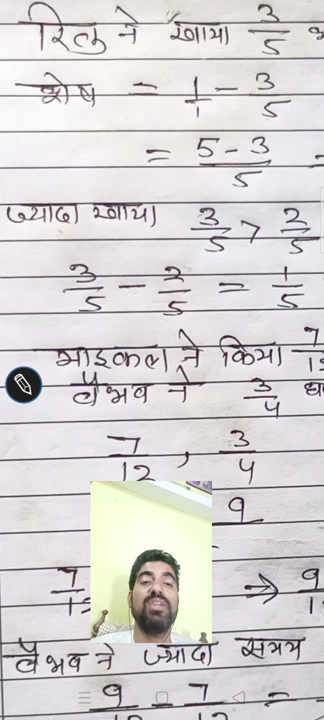 रितु ने खाया 3/5
शेष = 1/1 - 3/5
= (5 - 3)/5 =
ज्यादा खाया 3/5 > 2/5
3/5 - 2/5 = 1/5
माइकल ने किया 7/12
वैभव ने 3/4
7/12 , 3/4
9
7/12 ⇒ 9/12
वैभव ने ज्यादा समय
9/12 - 7/12 =